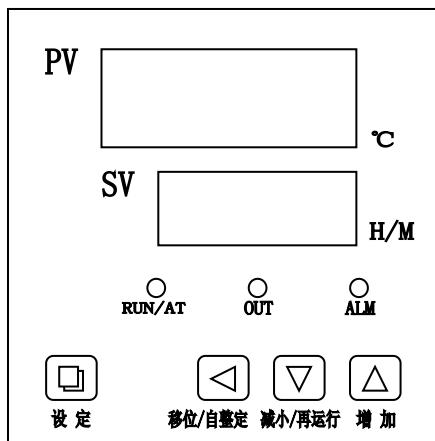 PV
℃
SV
H/M
RUN/AT OUT ALM
设定 移位/自整定 减小/再运行 增加